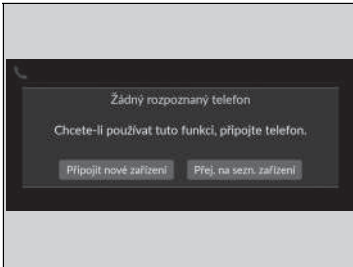 Žádný rozpoznaný telefon
Chcete-li používat tuto funkci, připojte telefon.
Připojit nové zařízení
Přej. na sezn. zařízení